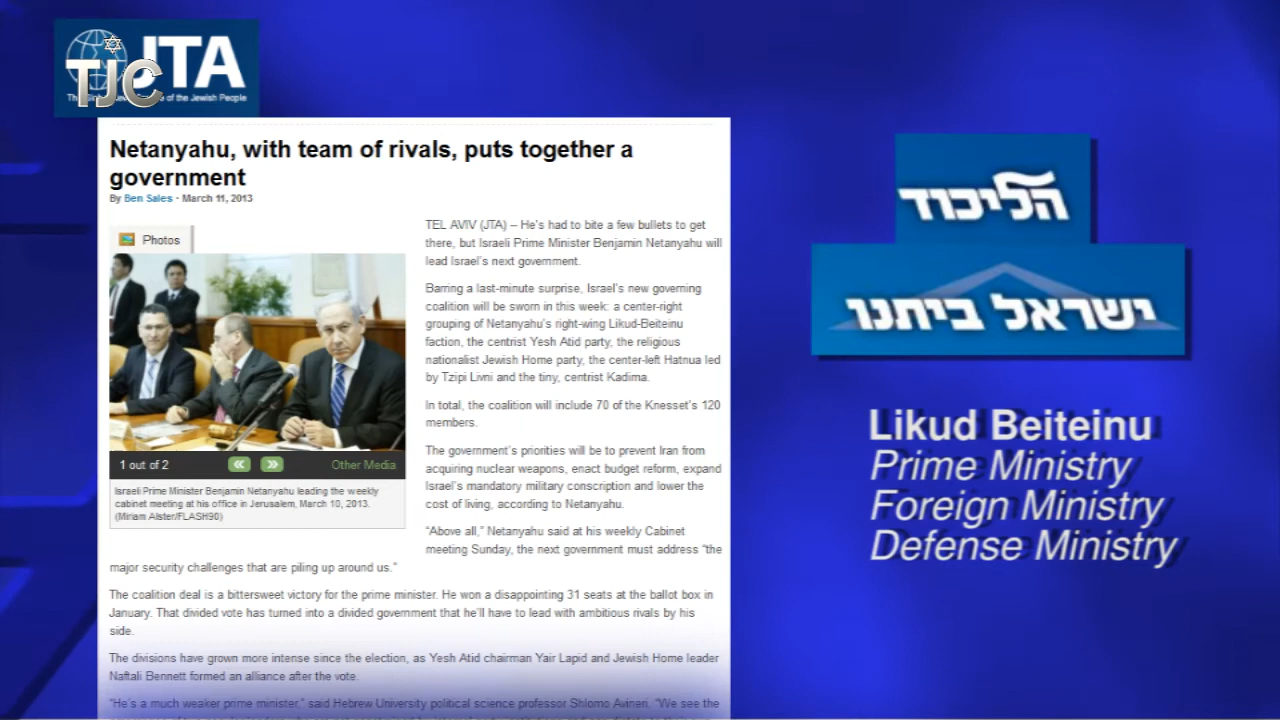 JTA
TJC
of the Jewish People
Netanyahu, with team of rivals, puts together a
government
By Ben Sales · March 11, 2013
Photos
TEL AVIV (JTA) – He's had to bite a few bullets to get
there, but Israeli Prime Minister Benjamin Netanyahu will
lead Israel's next government.
Barring a last-minute surprise, Israel's new governing
coalition will be sworn in this week: a center-right
grouping of Netanyahu's right-wing Likud-Beiteinu
faction, the centrist Yesh Atid party, the religious
nationalist Jewish Home party, the center-left Hatnua led
by Tzipi Livni and the tiny, centrist Kadima.
In total, the coalition will include 70 of the Knesset's 120
members.
The government's priorities will be to prevent Iran from
acquiring nuclear weapons, enact budget reform, expand
Israel's mandatory military conscription and lower the
cost of living, according to Netanyahu.
"Above all," Netanyahu said at his weekly Cabinet
meeting Sunday, the next government must address "the
major security challenges that are piling up around us."
1 out of 2
Other Media
Israeli Prime Minister Benjamin Netanyahu leading the weekly
cabinet meeting at his office in Jerusalem, March 10, 2013.
(Miriam Alster/FLASH90)
The coalition deal is a bittersweet victory for the prime minister. He won a disappointing 31 seats at the ballot box in
January. That divided vote has turned into a divided government that he'll have to lead with ambitious rivals by his
side.
The divisions have grown more intense since the election, as Yesh Atid chairman Yair Lapid and Jewish Home leader
Naftali Bennett formed an alliance after the vote.
"He's a much weaker prime minister," said Hebrew University political science professor Shlomo Avineri. "We see the
הליכוד
ישראל ביתנו
Likud Beiteinu
Prime Ministry
Foreign Ministry
Defense Ministry